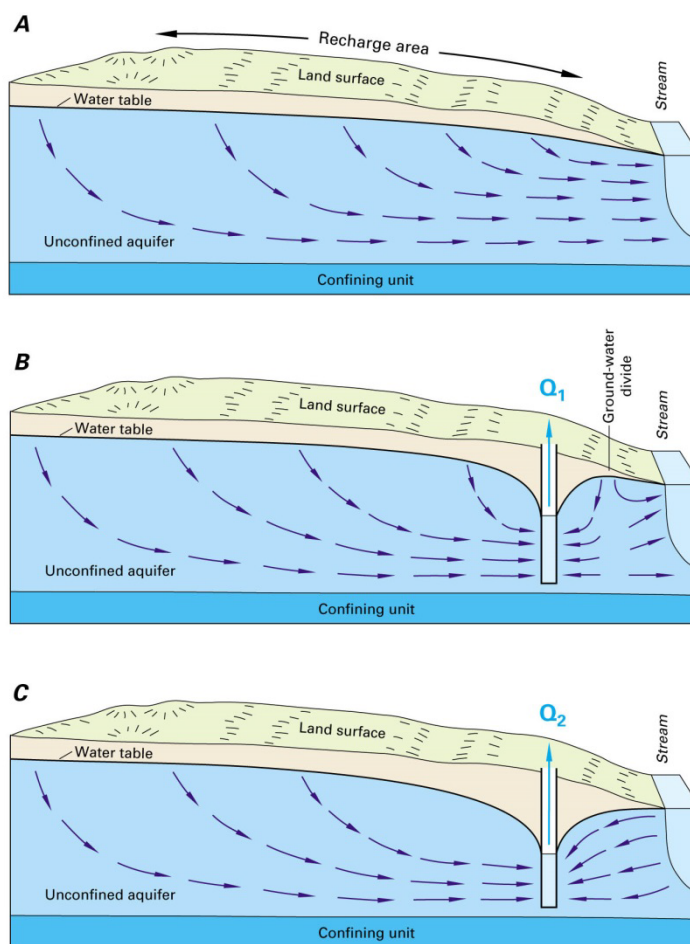 A
Recharge area
Land surface
Stream
Water table
Unconfined aquifer
Confining unit
B
Q₁
Ground-water
divide
Stream
Land surface
Water table
Unconfined aquifer
Confining unit
C
Q₂
Stream
Land surface
Water table
Unconfined aquifer
Confining unit